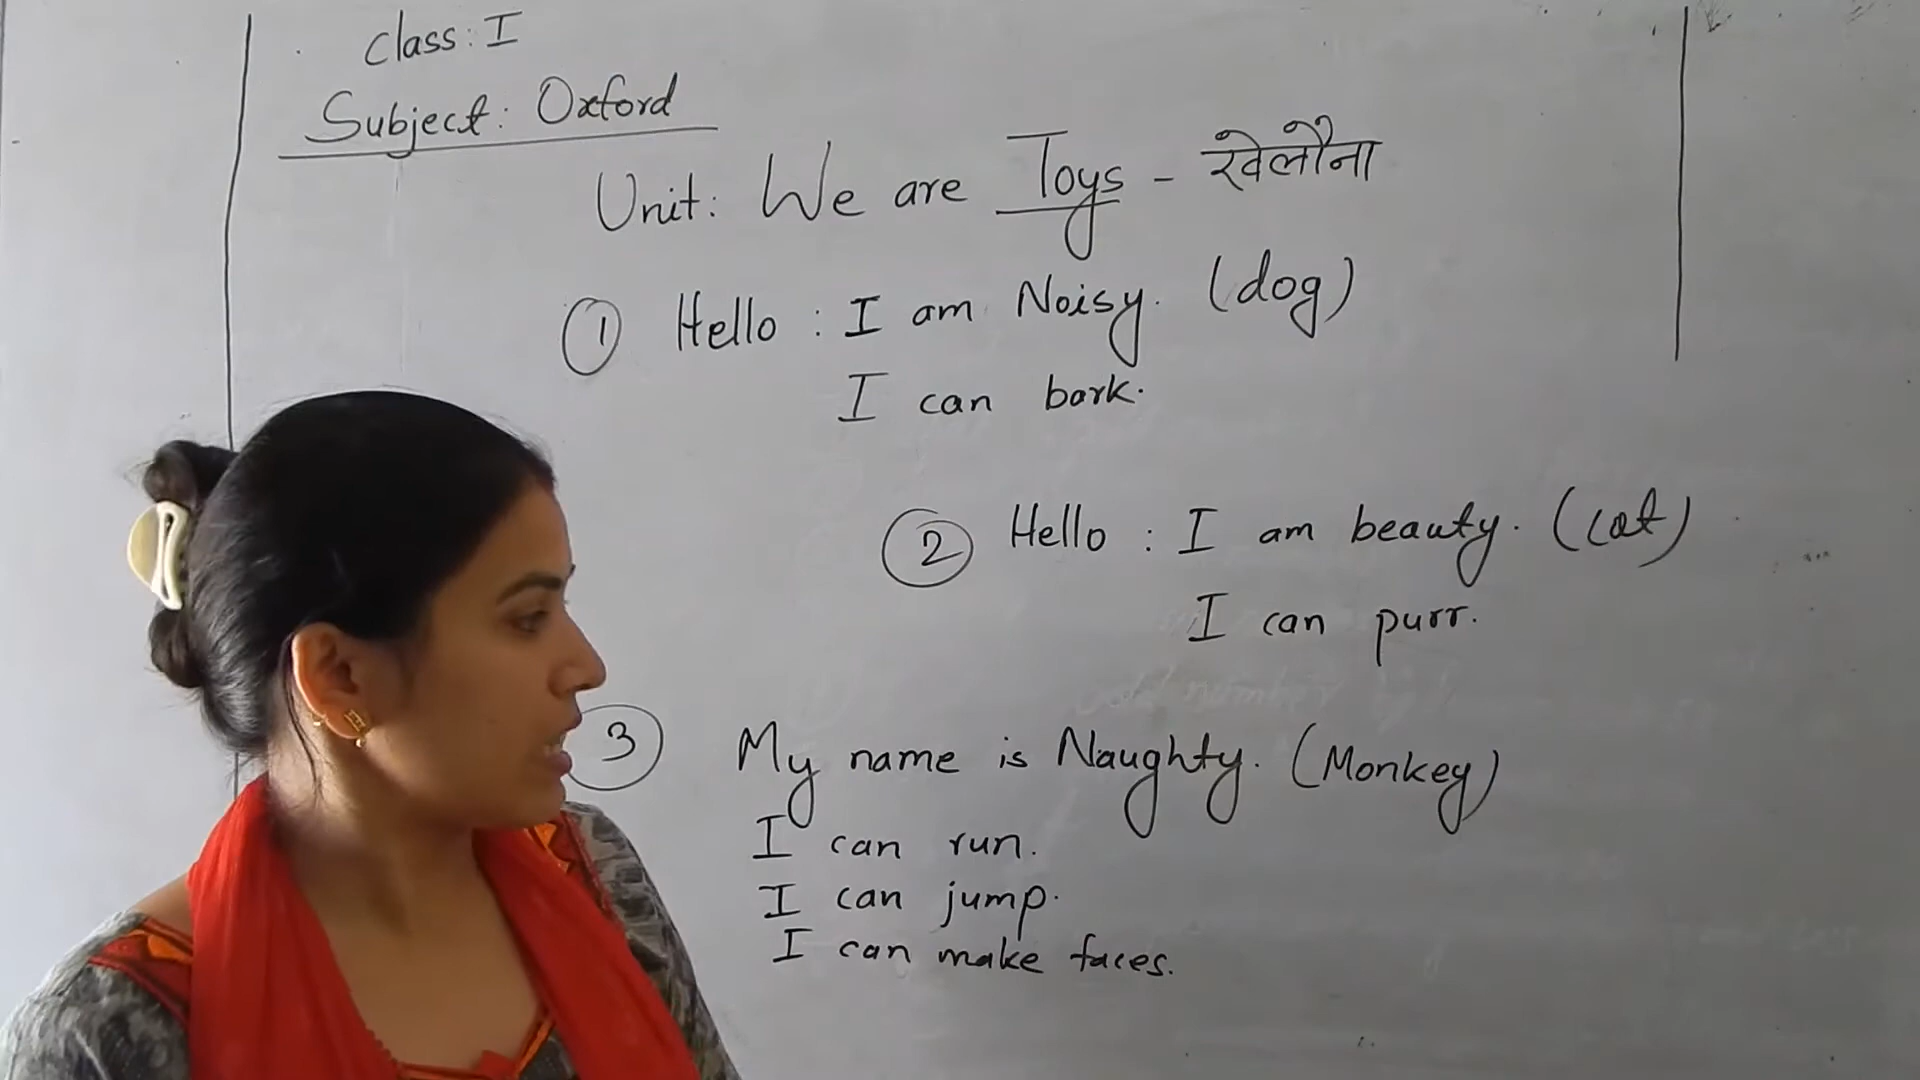 Class: I
Subject: Oxford
Unit: We are Toys - खेलौना
① Hello : I am Noisy. (dog)
I can bark.
② Hello : I am beauty. (cat)
I can purr.
③ My name is Naughty. (Monkey)
I can run.
I can jump.
I can make faces.